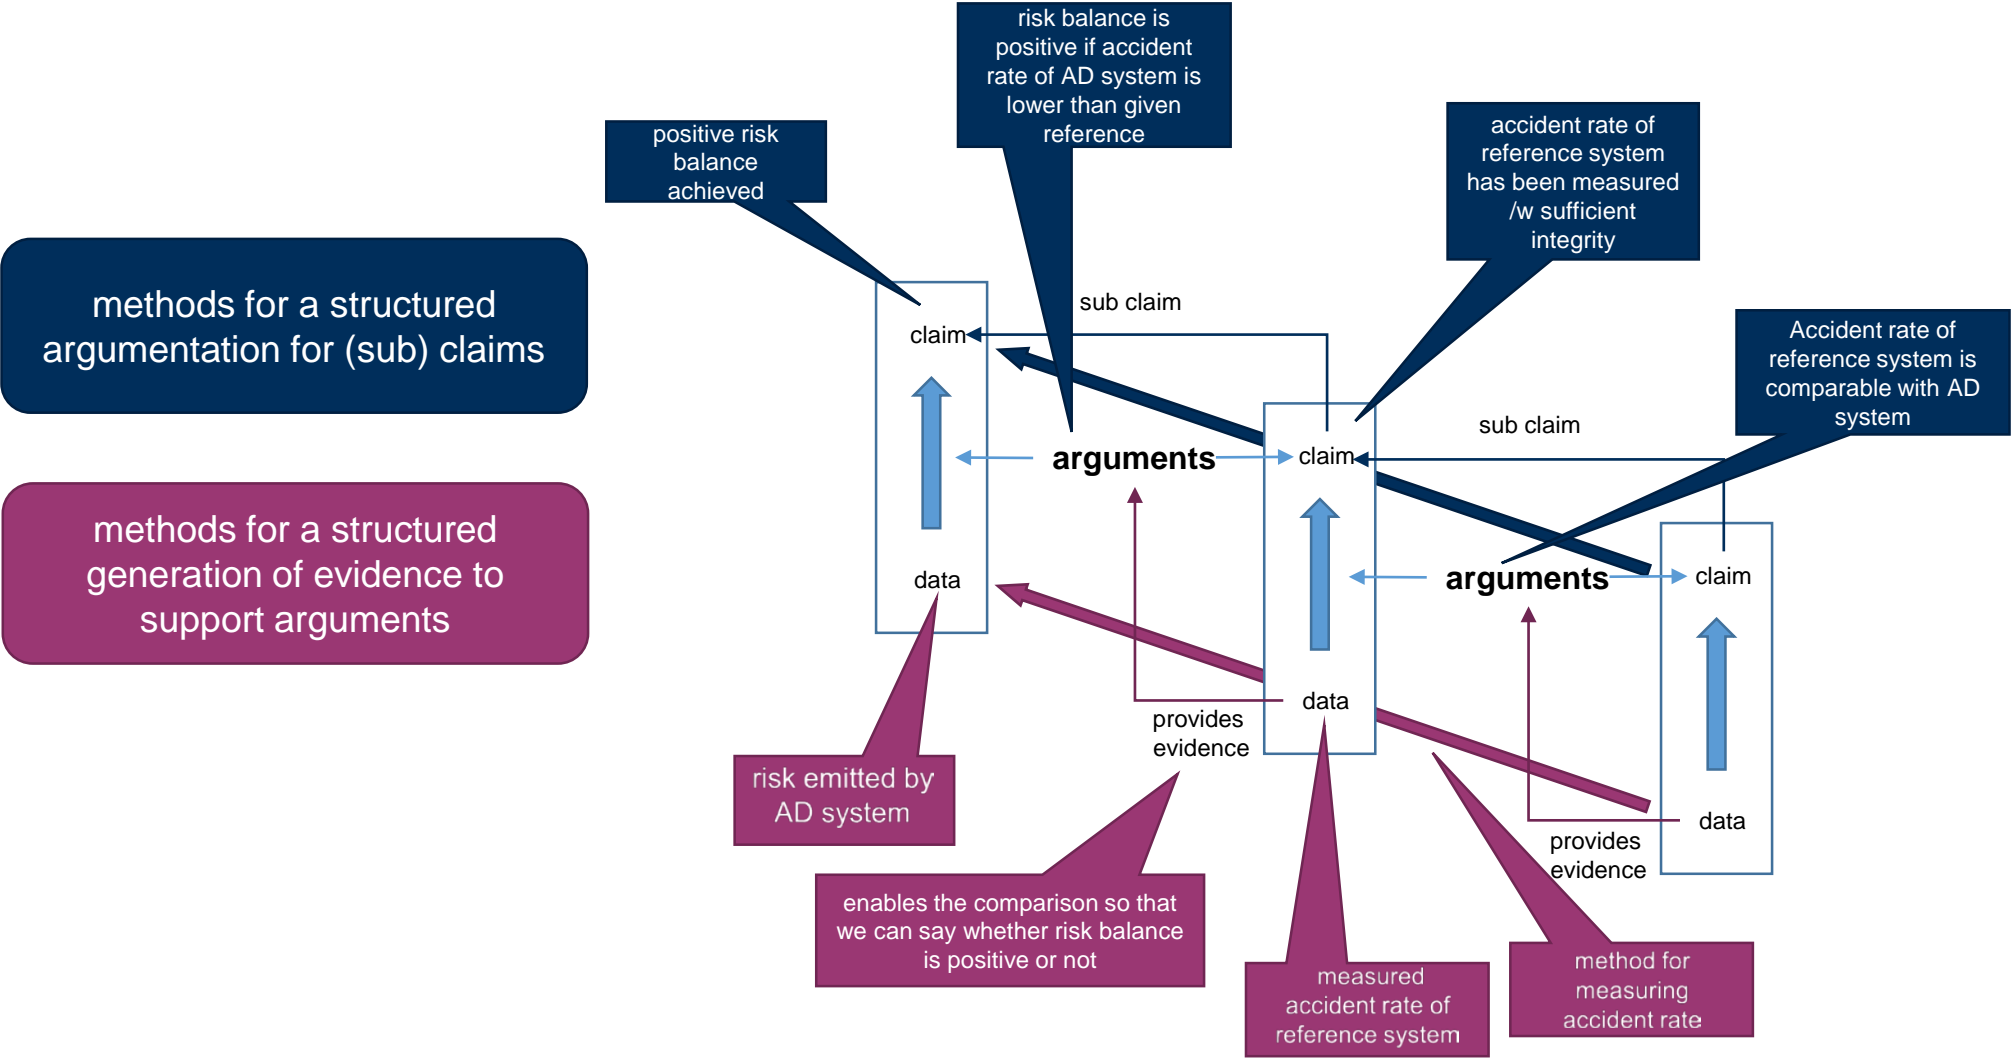 risk balance is
positive if accident
rate of AD system is
lower than given
reference
positive risk
balance
achieved
accident rate of
reference system
has been measured
/w sufficient
integrity
methods for a structured
argumentation for (sub) claims
sub claim
claim
Accident rate of
reference system is
comparable with AD
system
sub claim
arguments
claim
methods for a structured
generation of evidence to
support arguments
data
arguments
claim
data
provides
evidence
risk emitted by
AD system
data
provides
evidence
enables the comparison so that
we can say whether risk balance
is positive or not
measured
accident rate of
reference system
method for
measuring
accident rate